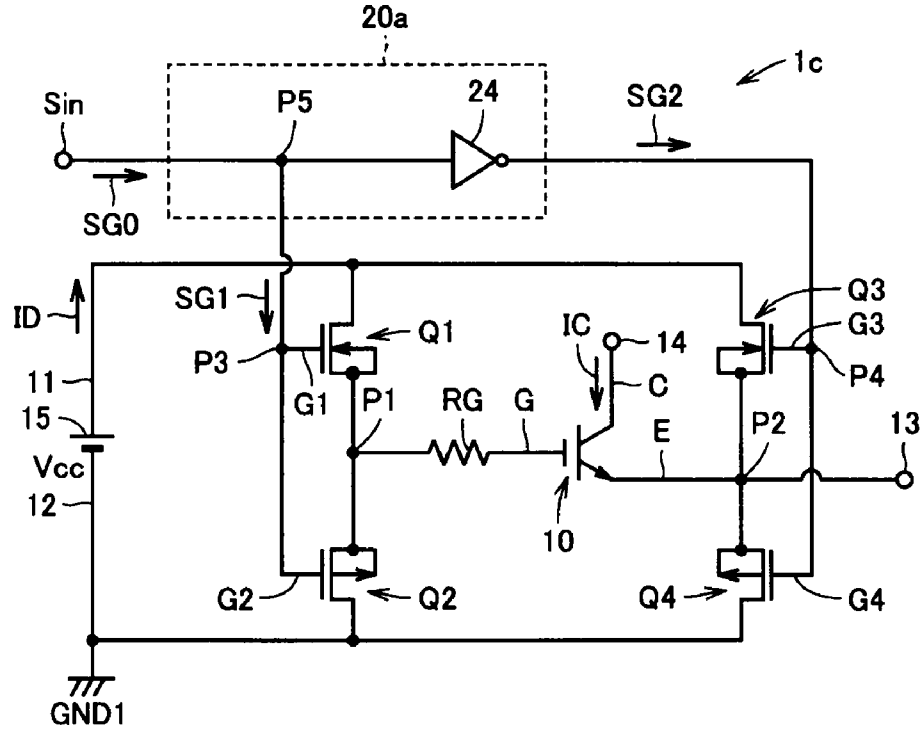 20a
1c
Sin
P5
24
SG2
SG0
ID
SG1
Q1
IC
14
Q3
G3
P3
G1
C
P4
11
15
P1
RG
G
E
P2
13
Vcc
12
10
G2
Q2
Q4
G4
GND1